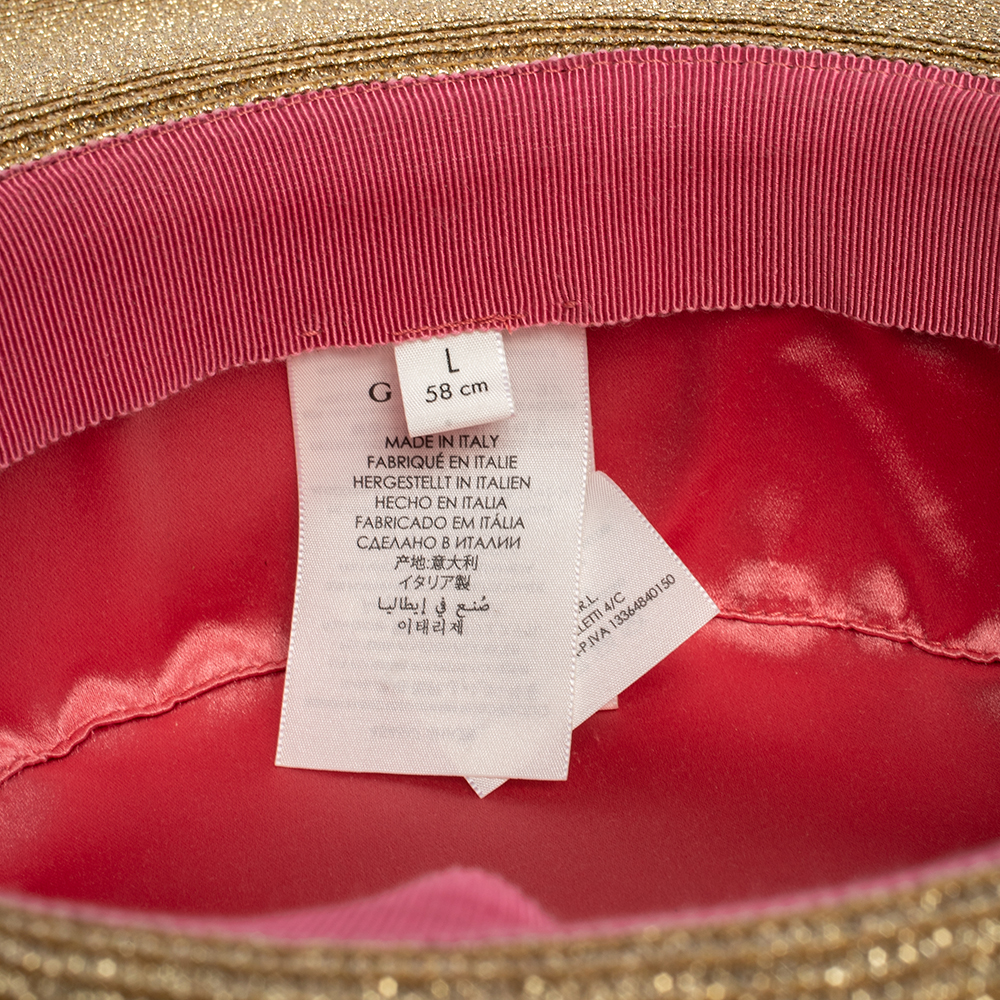 L
58 cm
G
MADE IN ITALY
FABRIQUÉ EN ITALIE
HERGESTELLT IN ITALIEN
HECHO EN ITALIA
FABRICADO EM ITÁLIA
СДЕЛАНО В ИТАЛИИ
产地:意大利
イタリア製
صُنع في إيطاليا
이태리제
.R.L.
LETTI 4/C
-P.IVA 13364840150